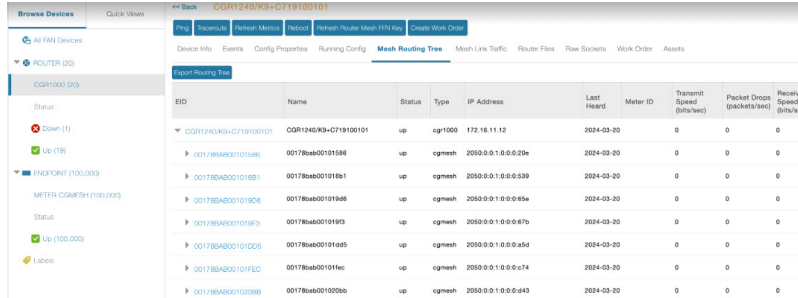 Browse Devices
Quick Views
<< Back CGR1240/K9+C719100101
Ping Traceroute Refresh Metrics Reboot Refresh Router Mesh FFN Key Create Work Order
Device Info Events Config Properties Running Config Mesh Routing Tree Mesh Link Traffic Router Files Raw Sockets Work Order Assets
Export Routing Tree
All FAN Devices
ROUTER (20)
CGR1000 (20)
Status
Down (1)
Up (19)
ENDPOINT (100,000)
METER-CGMESH (100,000)
Status
Up (100,000)
Labels
EID Name Status Type IP Address Last Heard Meter ID Transmit Speed (bits/sec) Packet Drops (packets/sec) Receiv Speed (bits/s
CGR1240/K9+C719100101 CGR1240/K9+C719100101 up cgr1000 172.16.11.12 2024-03-20 0 0 0
00178BAB00101586 00178bab00101586 up cgmesh 2050:0:0:1:0:0:0:20e 2024-03-20 0 0 0
00178BAB001018B1 00178bab001018b1 up cgmesh 2050:0:0:1:0:0:0:539 2024-03-20 0 0 0
00178BAB001019D6 00178bab001019d6 up cgmesh 2050:0:0:1:0:0:0:65e 2024-03-20 0 0 0
00178BAB001019F3 00178bab001019f3 up cgmesh 2050:0:0:1:0:0:0:67b 2024-03-20 0 0 0
00178BAB00101DD5 00178bab00101dd5 up cgmesh 2050:0:0:1:0:0:0:a5d 2024-03-20 0 0 0
00178BAB00101FEC 00178bab00101fec up cgmesh 2050:0:0:1:0:0:0:c74 2024-03-20 0 0 0
00178BAB001020BB 00178bab001020bb up cgmesh 2050:0:0:1:0:0:0:d43 2024-03-20 0 0 0